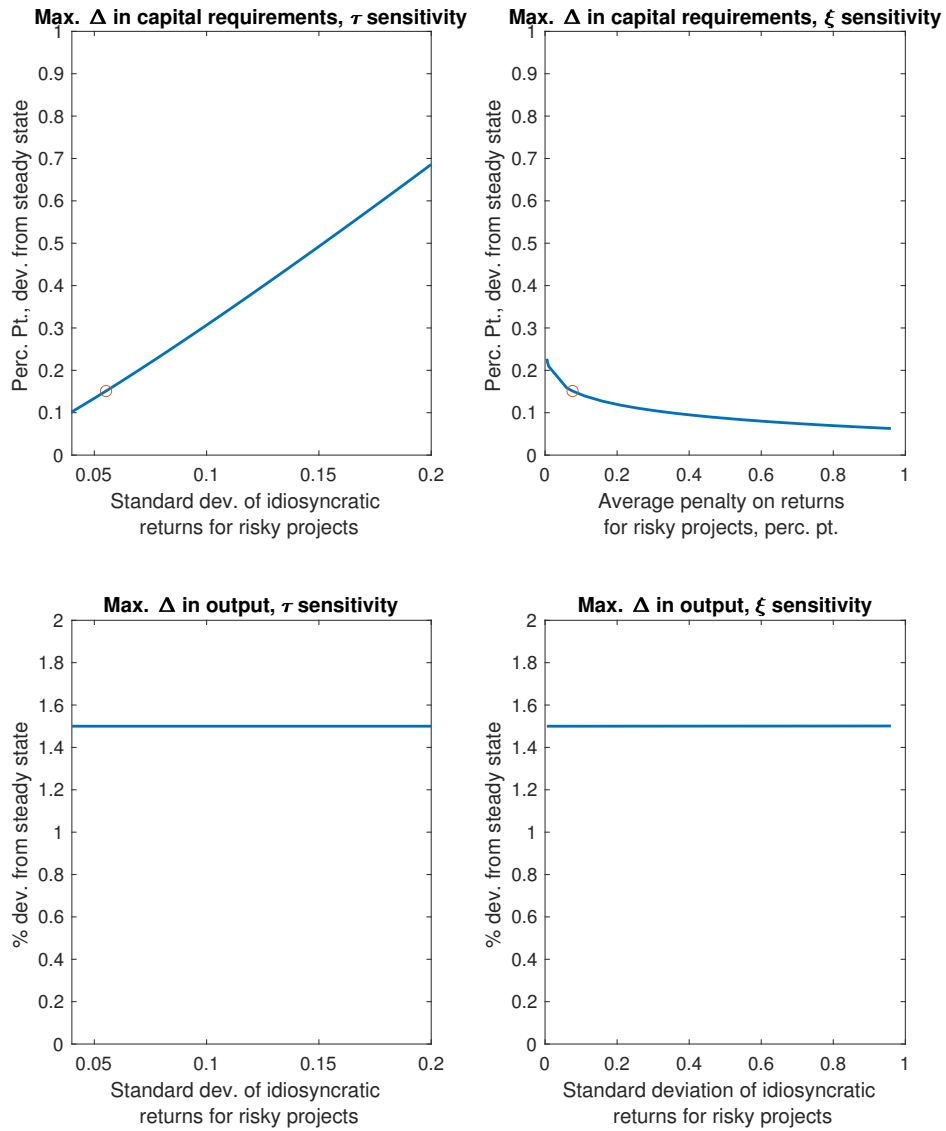 Max. Δ in capital requirements, τ sensitivity
1
0.9
0.8
0.7
0.6
0.5
0.4
0.3
0.2
0.1
0
Perc. Pt., dev. from steady state
0.05 0.1 0.15 0.2
Standard dev. of idiosyncratic
returns for risky projects
Max. Δ in capital requirements, ξ sensitivity
1
0.9
0.8
0.7
0.6
0.5
0.4
0.3
0.2
0.1
0
Perc. Pt., dev. from steady state
0 0.2 0.4 0.6 0.8 1
Average penalty on returns
for risky projects, perc. pt.
Max. Δ in output, τ sensitivity
2
1.8
1.6
1.4
1.2
1
0.8
0.6
0.4
0.2
0
% dev. from steady state
0.05 0.1 0.15 0.2
Standard dev. of idiosyncratic
returns for risky projects
Max. Δ in output, ξ sensitivity
2
1.8
1.6
1.4
1.2
1
0.8
0.6
0.4
0.2
0
% dev. from steady state
0 0.2 0.4 0.6 0.8 1
Standard deviation of idiosyncratic
returns for risky projects